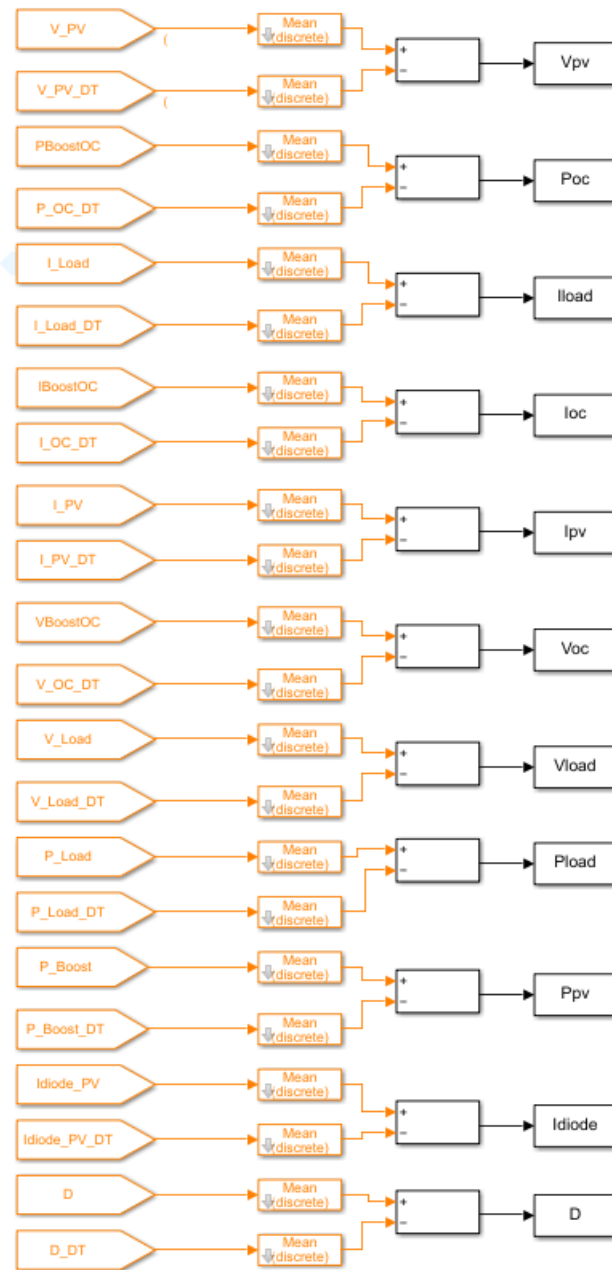 V_PV
Mean
(discrete)
(
+
−
Vpv
V_PV_DT
Mean
(discrete)
(
PBoostOC
Mean
(discrete)
+
−
Poc
P_OC_DT
Mean
(discrete)
I_Load
Mean
(discrete)
+
−
Iload
I_Load_DT
Mean
(discrete)
IBoostOC
Mean
(discrete)
+
−
Ioc
I_OC_DT
Mean
(discrete)
I_PV
Mean
(discrete)
+
−
Ipv
I_PV_DT
Mean
(discrete)
VBoostOC
Mean
(discrete)
+
−
Voc
V_OC_DT
Mean
(discrete)
V_Load
Mean
(discrete)
+
−
Vload
V_Load_DT
Mean
(discrete)
P_Load
Mean
(discrete)
+
−
Pload
P_Load_DT
Mean
(discrete)
P_Boost
Mean
(discrete)
+
−
Ppv
P_Boost_DT
Mean
(discrete)
Idiode_PV
Mean
(discrete)
+
−
Idiode
Idiode_PV_DT
Mean
(discrete)
D
Mean
(discrete)
+
−
D
D_DT
Mean
(discrete)